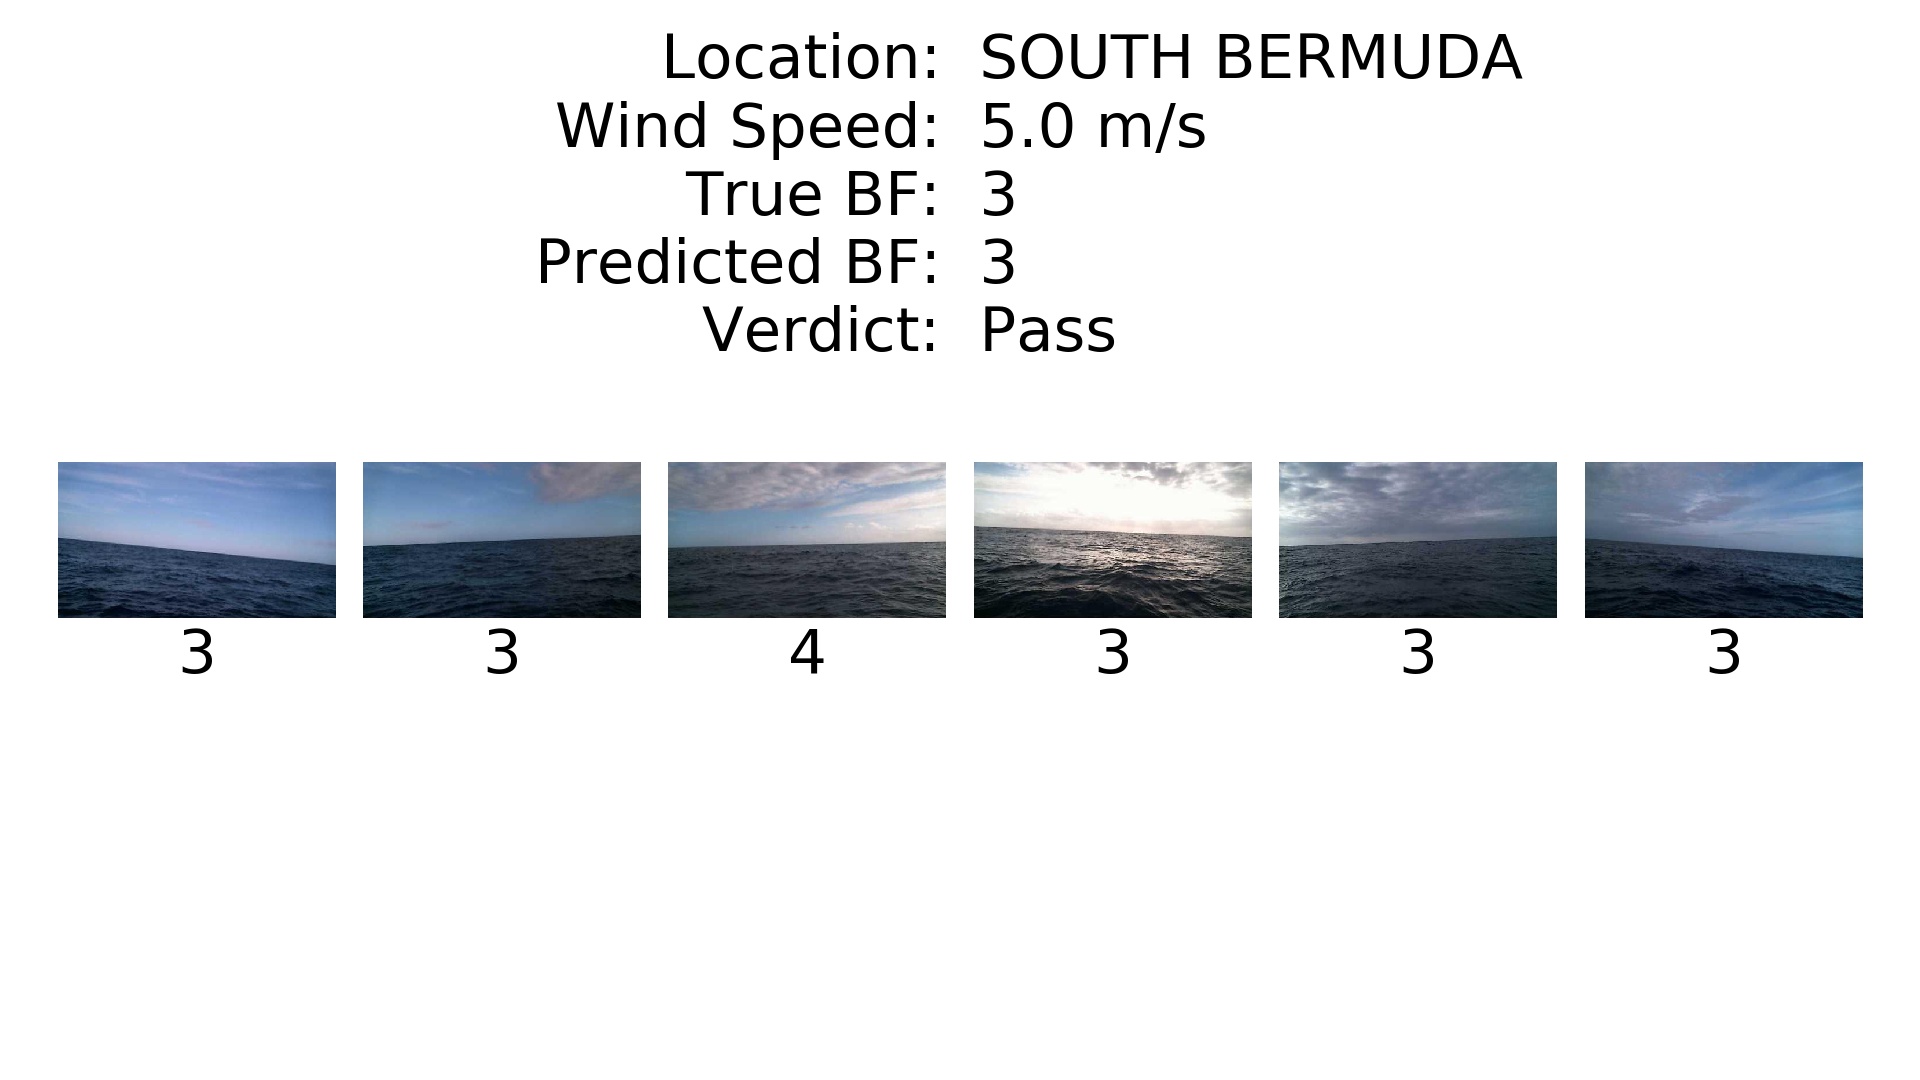 Location: SOUTH BERMUDA
Wind Speed: 5.0 m/s
True BF: 3
Predicted BF: 3
Verdict: Pass
3 3 4 3 3 3